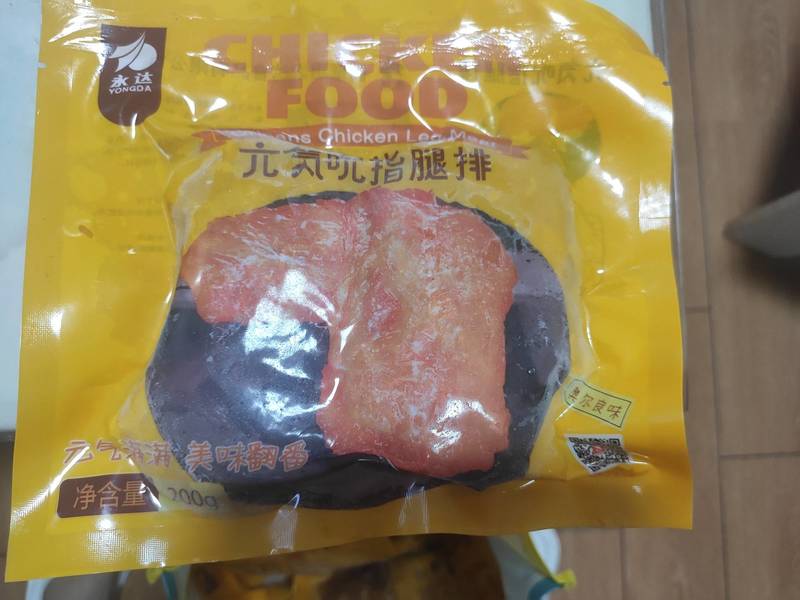 永达
YONGDA
CHICKEN
FOOD
Chicken Leg Meat
元気吮指腿排
奥尔良味
元气满满 美味翻番
净含量 200g